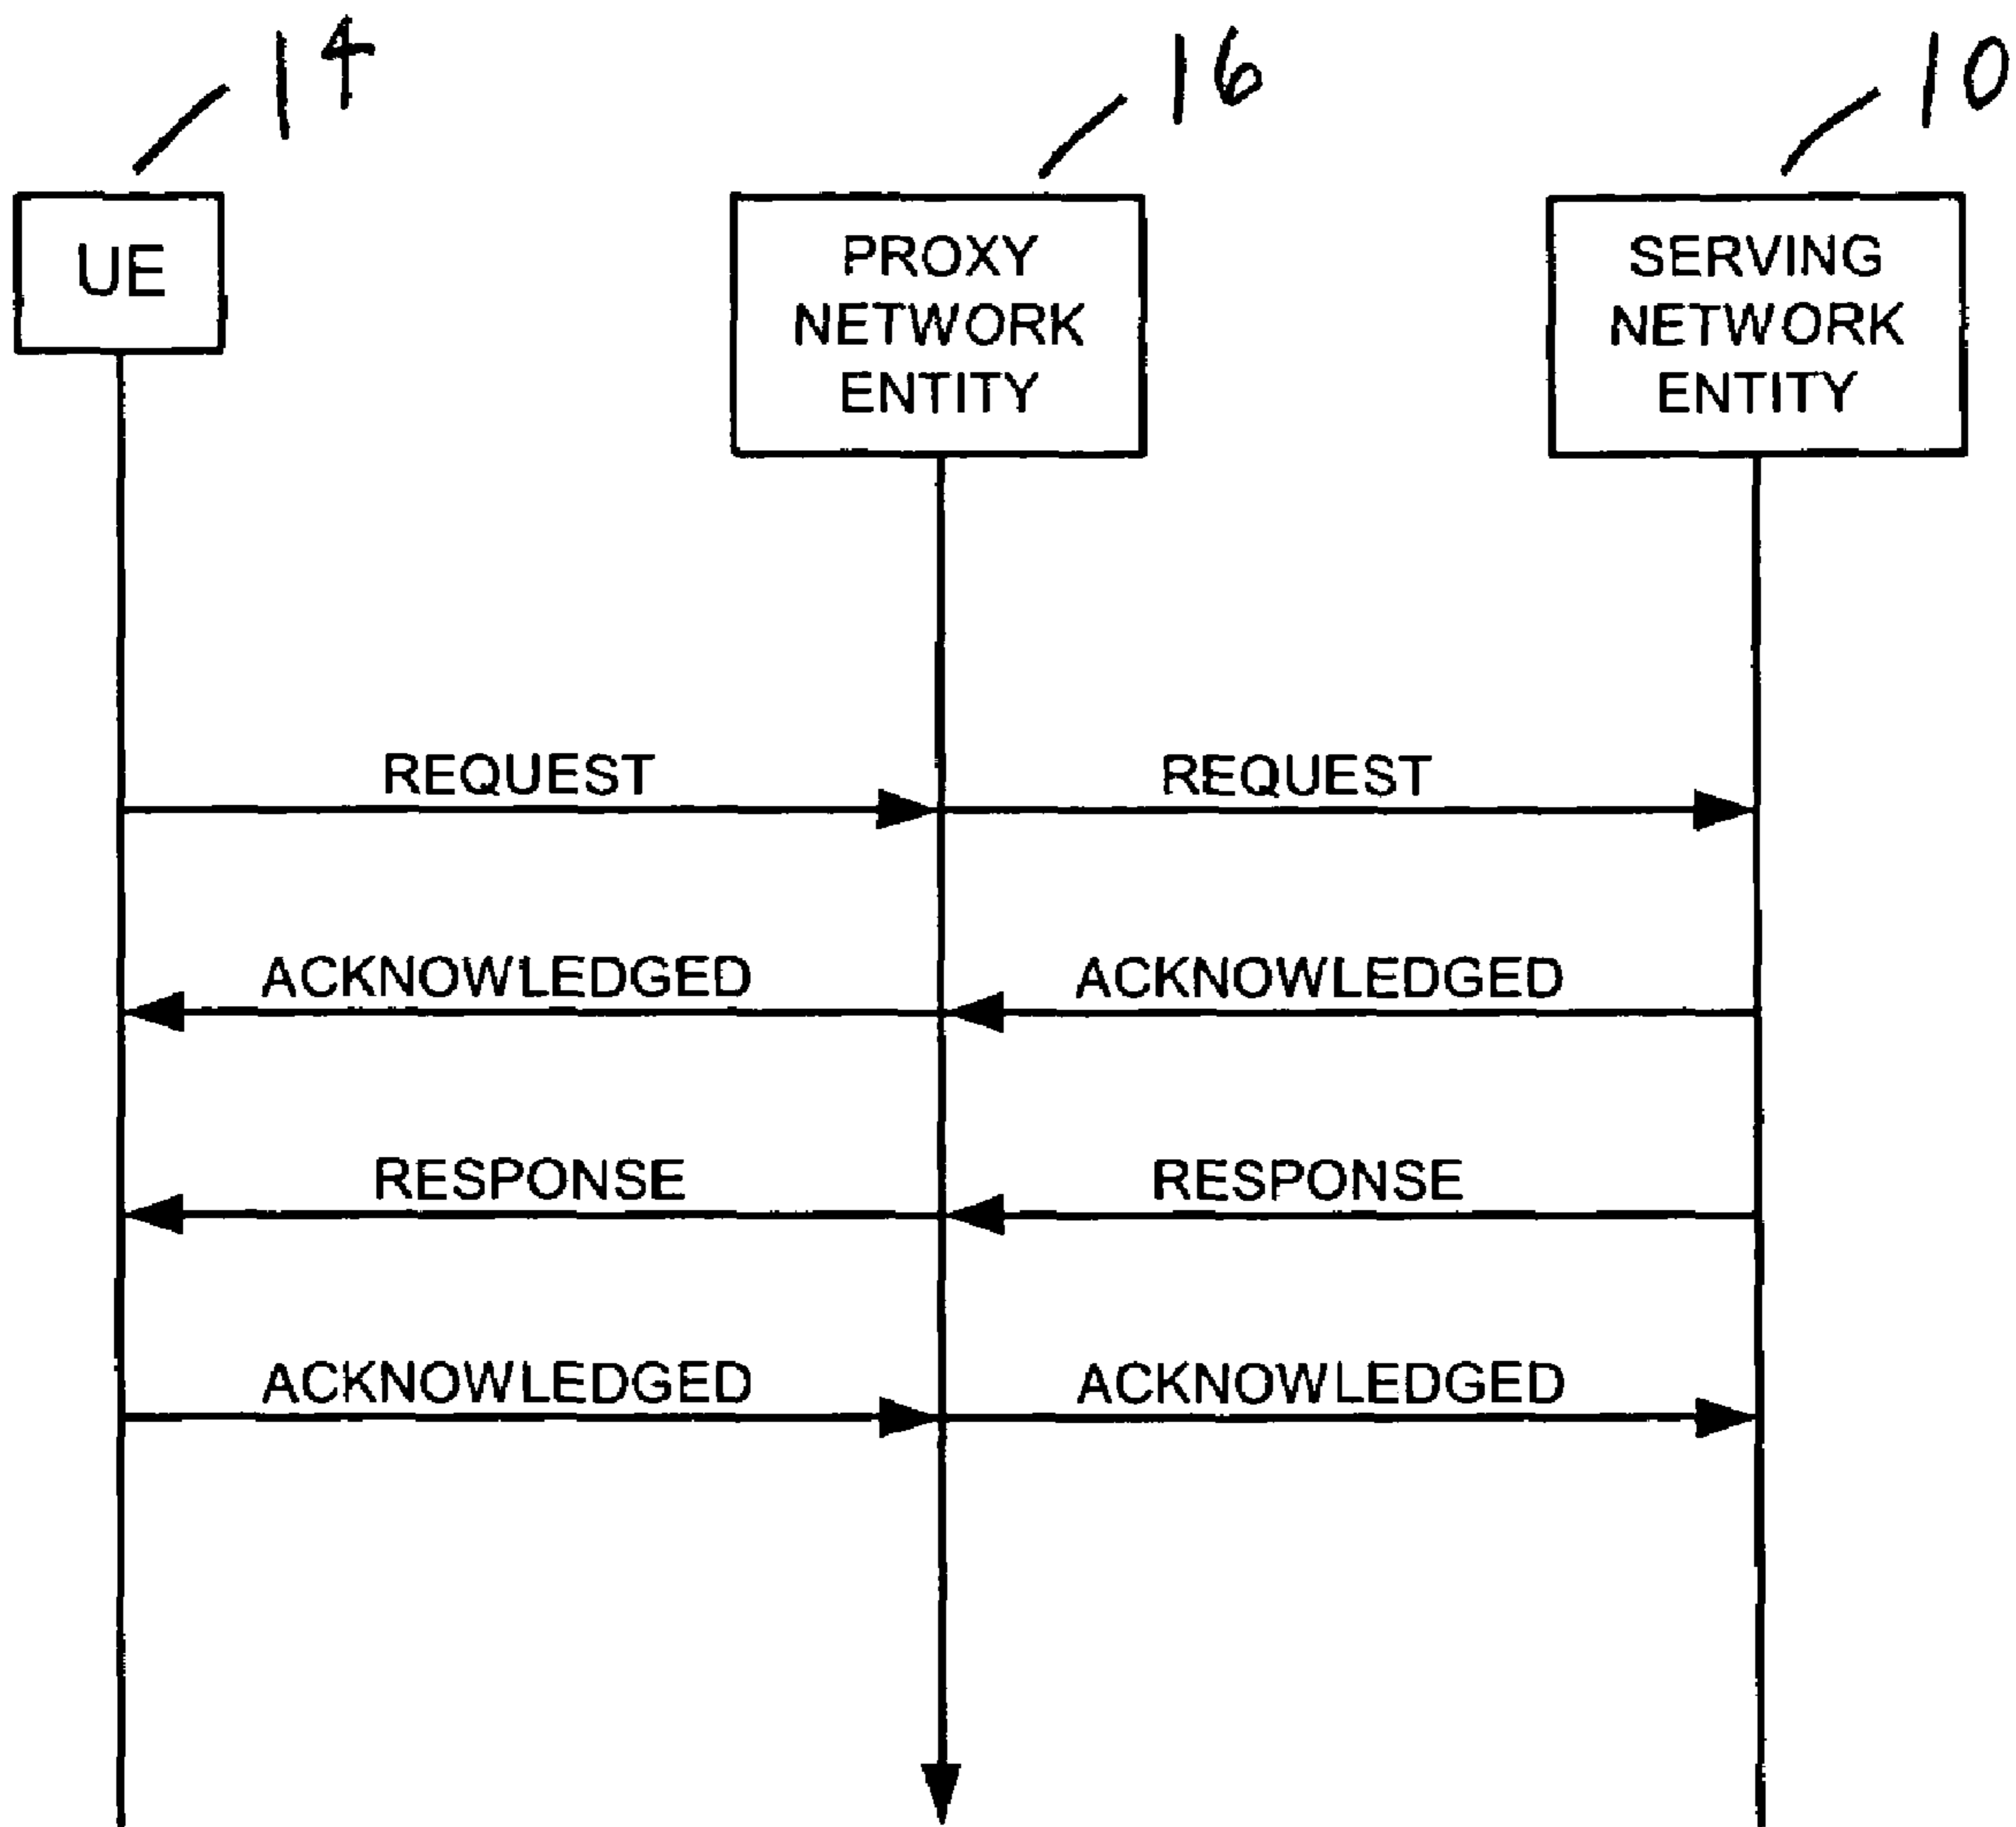 14
16
10
UE
PROXY
NETWORK
ENTITY
SERVING
NETWORK
ENTITY
REQUEST
REQUEST
ACKNOWLEDGED
ACKNOWLEDGED
RESPONSE
RESPONSE
ACKNOWLEDGED
ACKNOWLEDGED